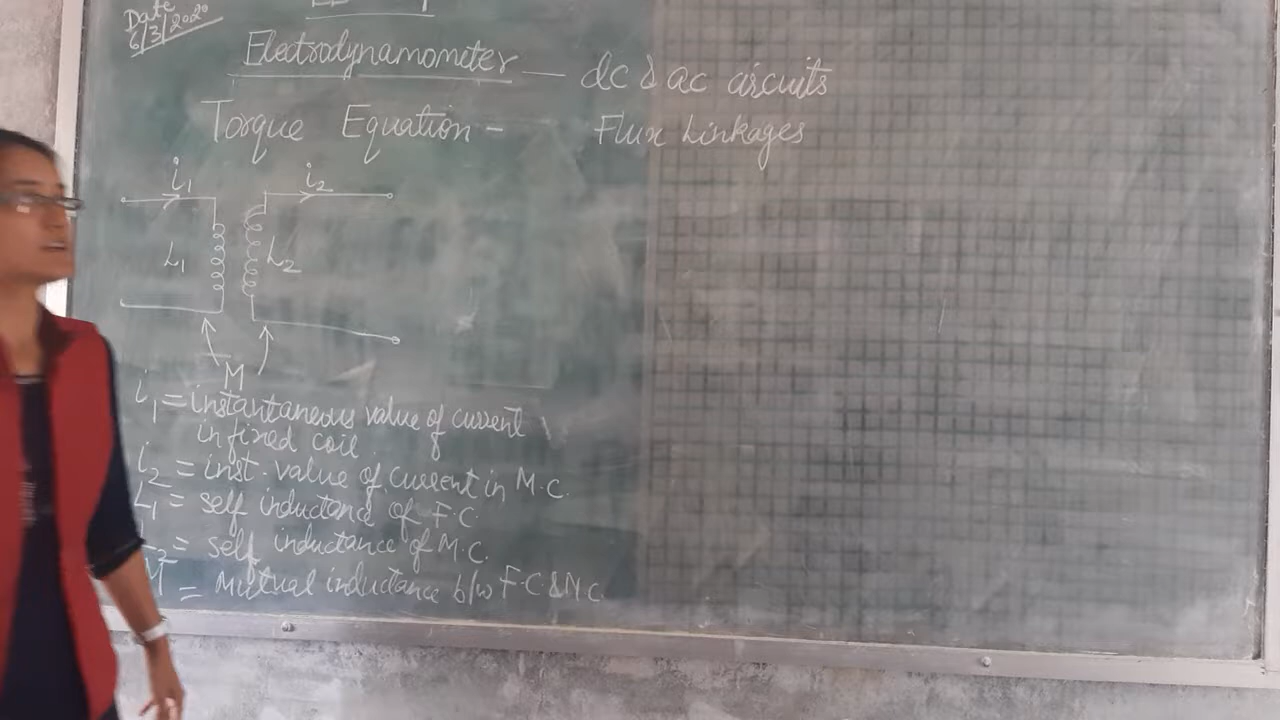 Date
6/3/2020
Electrodynamometer — dc & ac circuits
Torque Equation - Flux Linkages
i1 i2
L1 L2
M
i1 = instantaneous value of current
in fixed coil.
i2 = inst. value of current in M.C.
L1 = self inductance of F.C.
L2 = self inductance of M.C.
M = Mutual inductance b/w F.C & M.C.